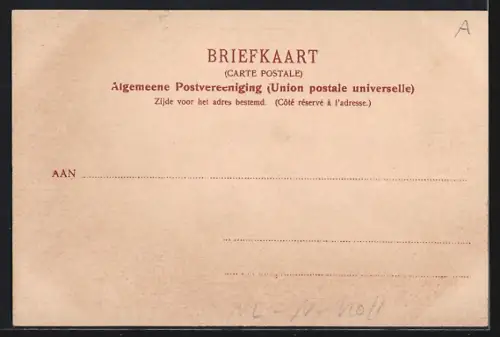 A
BRIEFKAART
(CARTE POSTALE)
Algemeene Postvereeniging (Union postale universelle)
Zijde voor het adres bestemd. (Côté réservé à l'adresse.)
AAN